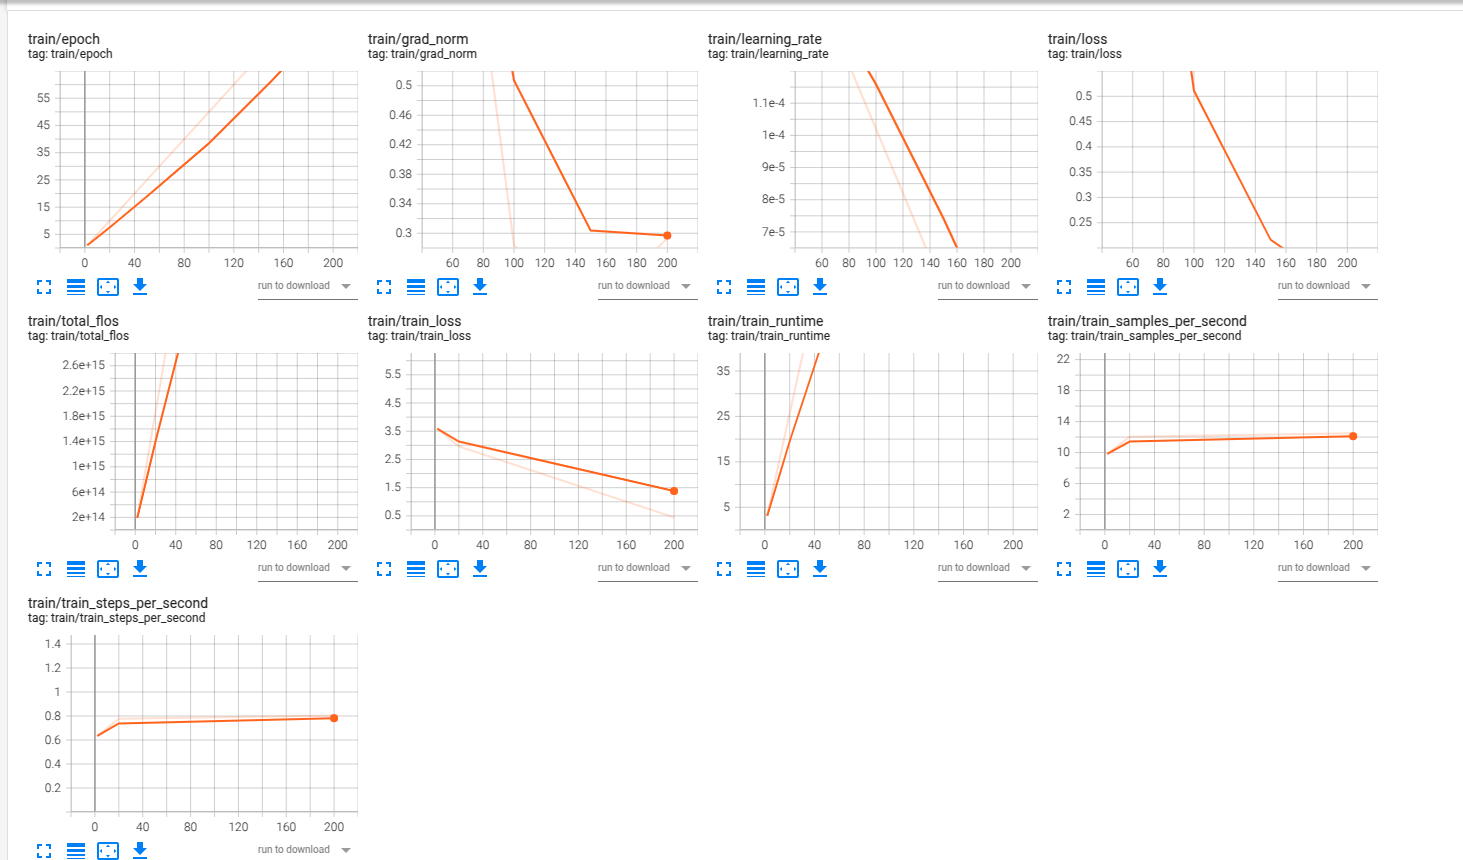 train/epoch
tag: train/epoch
55
45
35
25
15
5
0 40 80 120 160 200
run to download
train/grad_norm
tag: train/grad_norm
0.5
0.46
0.42
0.38
0.34
0.3
60 80 100 120 140 160 180 200
run to download
train/learning_rate
tag: train/learning_rate
1.1e-4
1e-4
9e-5
8e-5
7e-5
60 80 100 120 140 160 180 200
run to download
train/loss
tag: train/loss
0.5
0.45
0.4
0.35
0.3
0.25
60 80 100 120 140 160 180 200
run to download
train/total_flos
tag: train/total_flos
2.6e+15
2.2e+15
1.8e+15
1.4e+15
1e+15
6e+14
2e+14
0 40 80 120 160 200
run to download
train/train_loss
tag: train/train_loss
5.5
4.5
3.5
2.5
1.5
0.5
0 40 80 120 160 200
run to download
train/train_runtime
tag: train/train_runtime
35
25
15
5
0 40 80 120 160 200
run to download
train/train_samples_per_second
tag: train/train_samples_per_second
22
18
14
10
6
2
0 40 80 120 160 200
run to download
train/train_steps_per_second
tag: train/train_steps_per_second
1.4
1.2
1
0.8
0.6
0.4
0.2
0 40 80 120 160 200
run to download